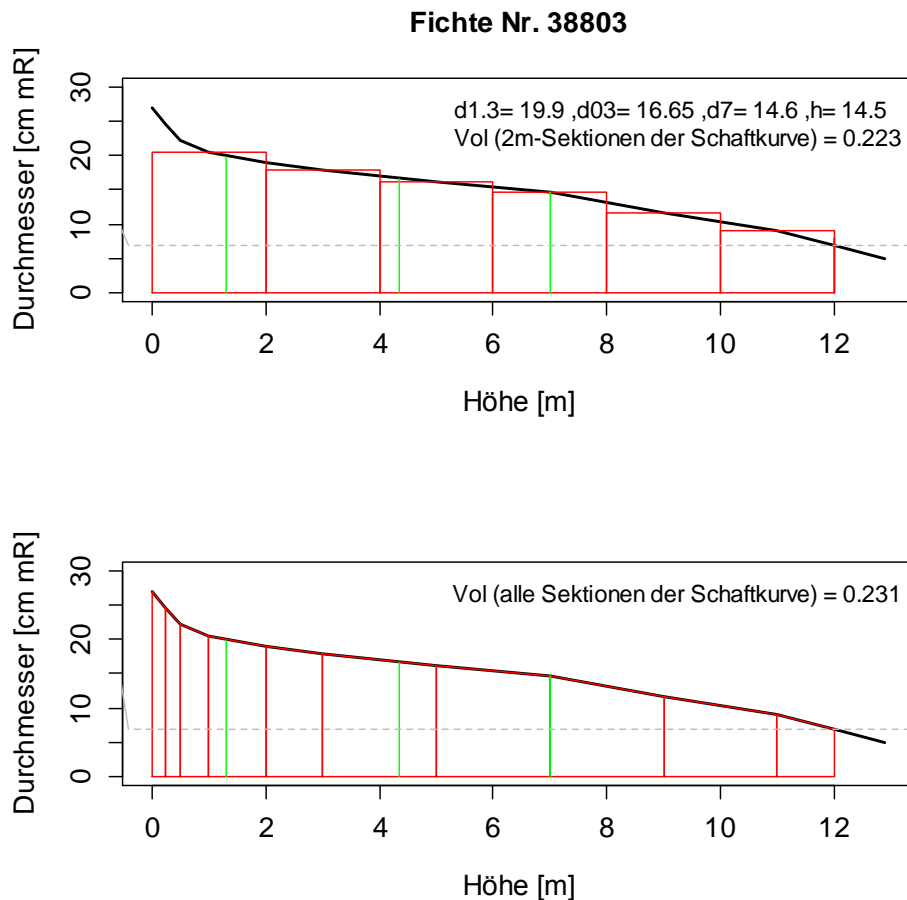 Fichte Nr. 38803
d1.3= 19.9 ,d03= 16.65 ,d7= 14.6 ,h= 14.5
Vol (2m-Sektionen der Schaftkurve) = 0.223
Durchmesser [cm mR]
30
20
10
0
0 2 4 6 8 10 12
Höhe [m]
Vol (alle Sektionen der Schaftkurve) = 0.231
Durchmesser [cm mR]
30
20
10
0
0 2 4 6 8 10 12
Höhe [m]